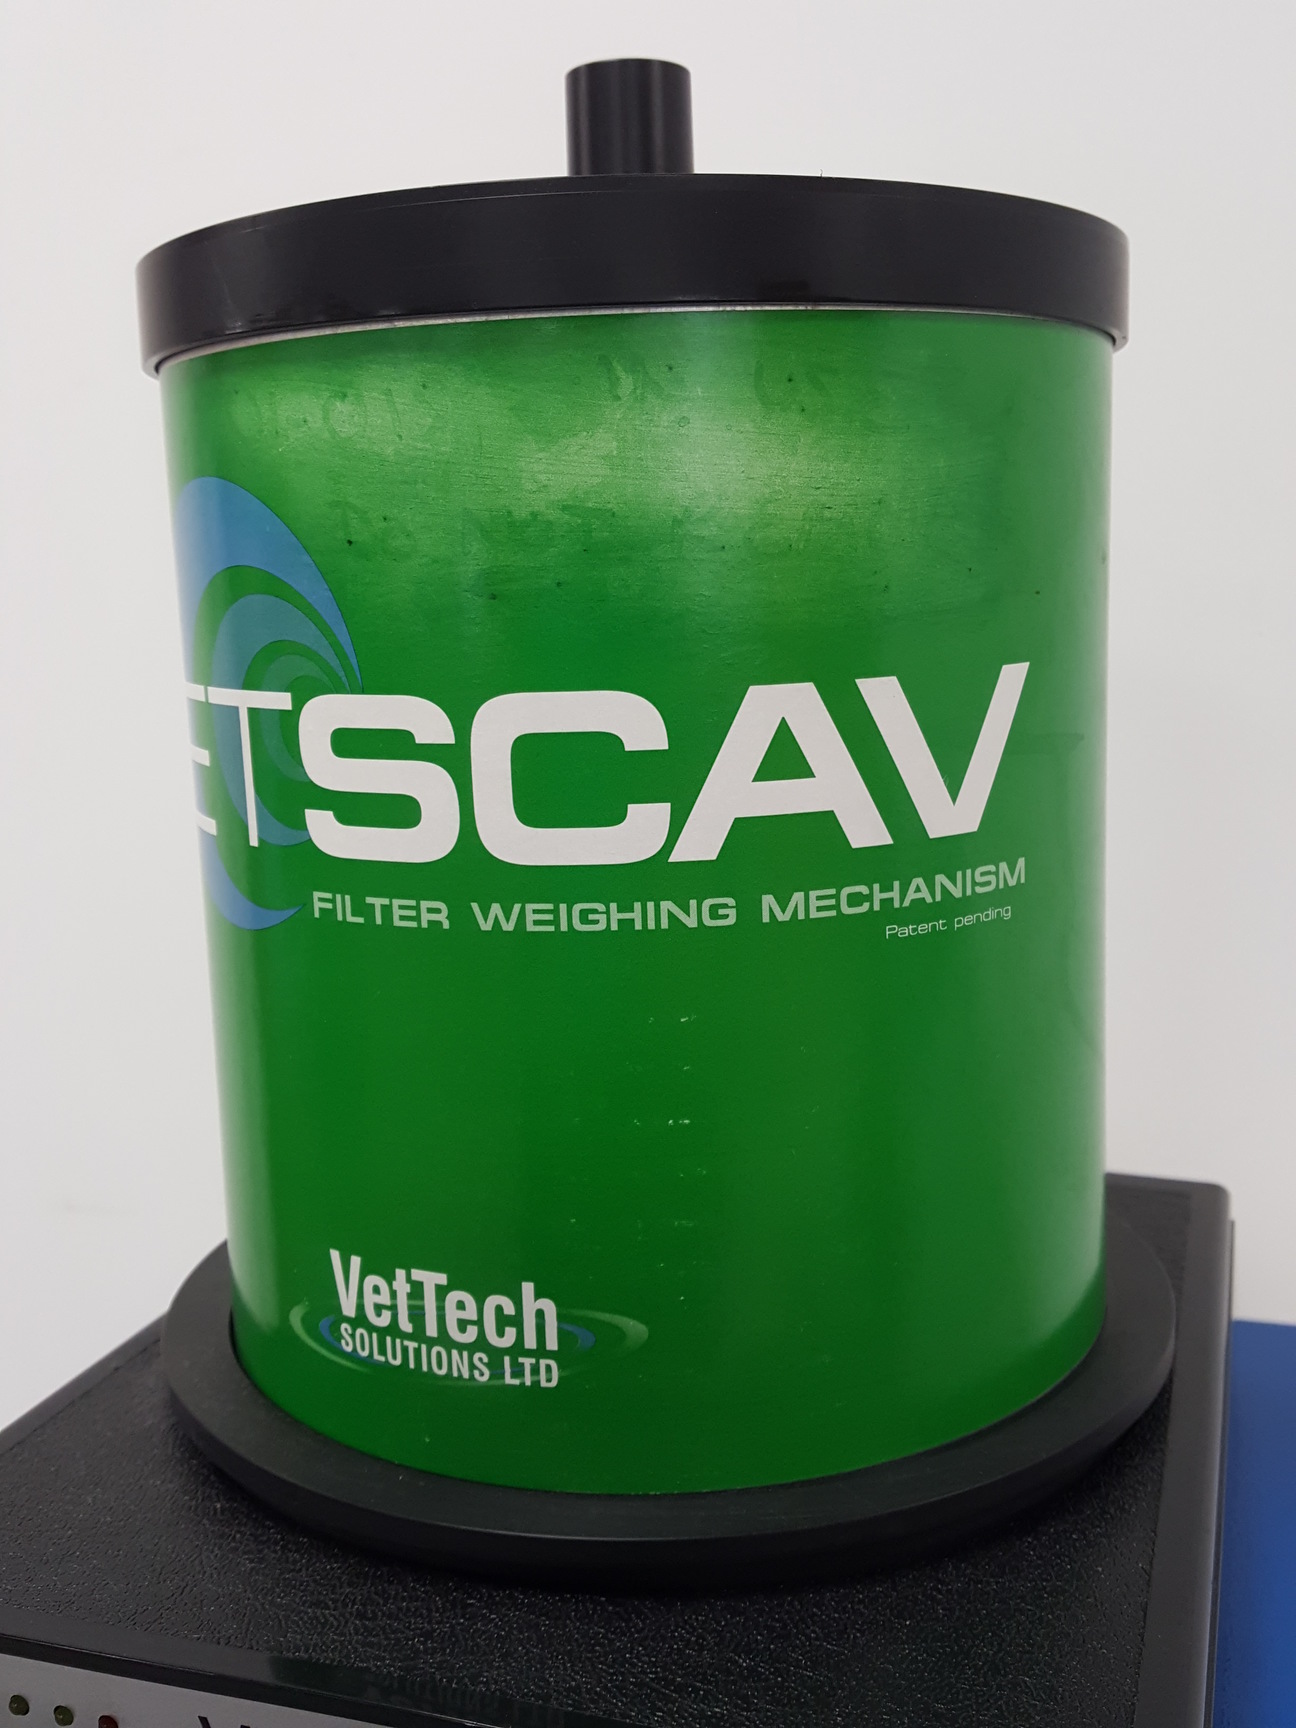 ETSCAV
FILTER WEIGHING MECHANISM
Patent pending
VetTech
SOLUTIONS LTD